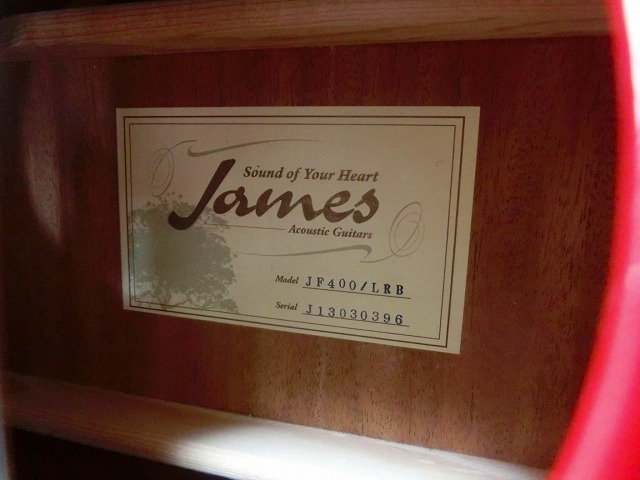 Sound of Your Heart
James
Acoustic Guitars
Model JF400/LRB
Serial J13030396